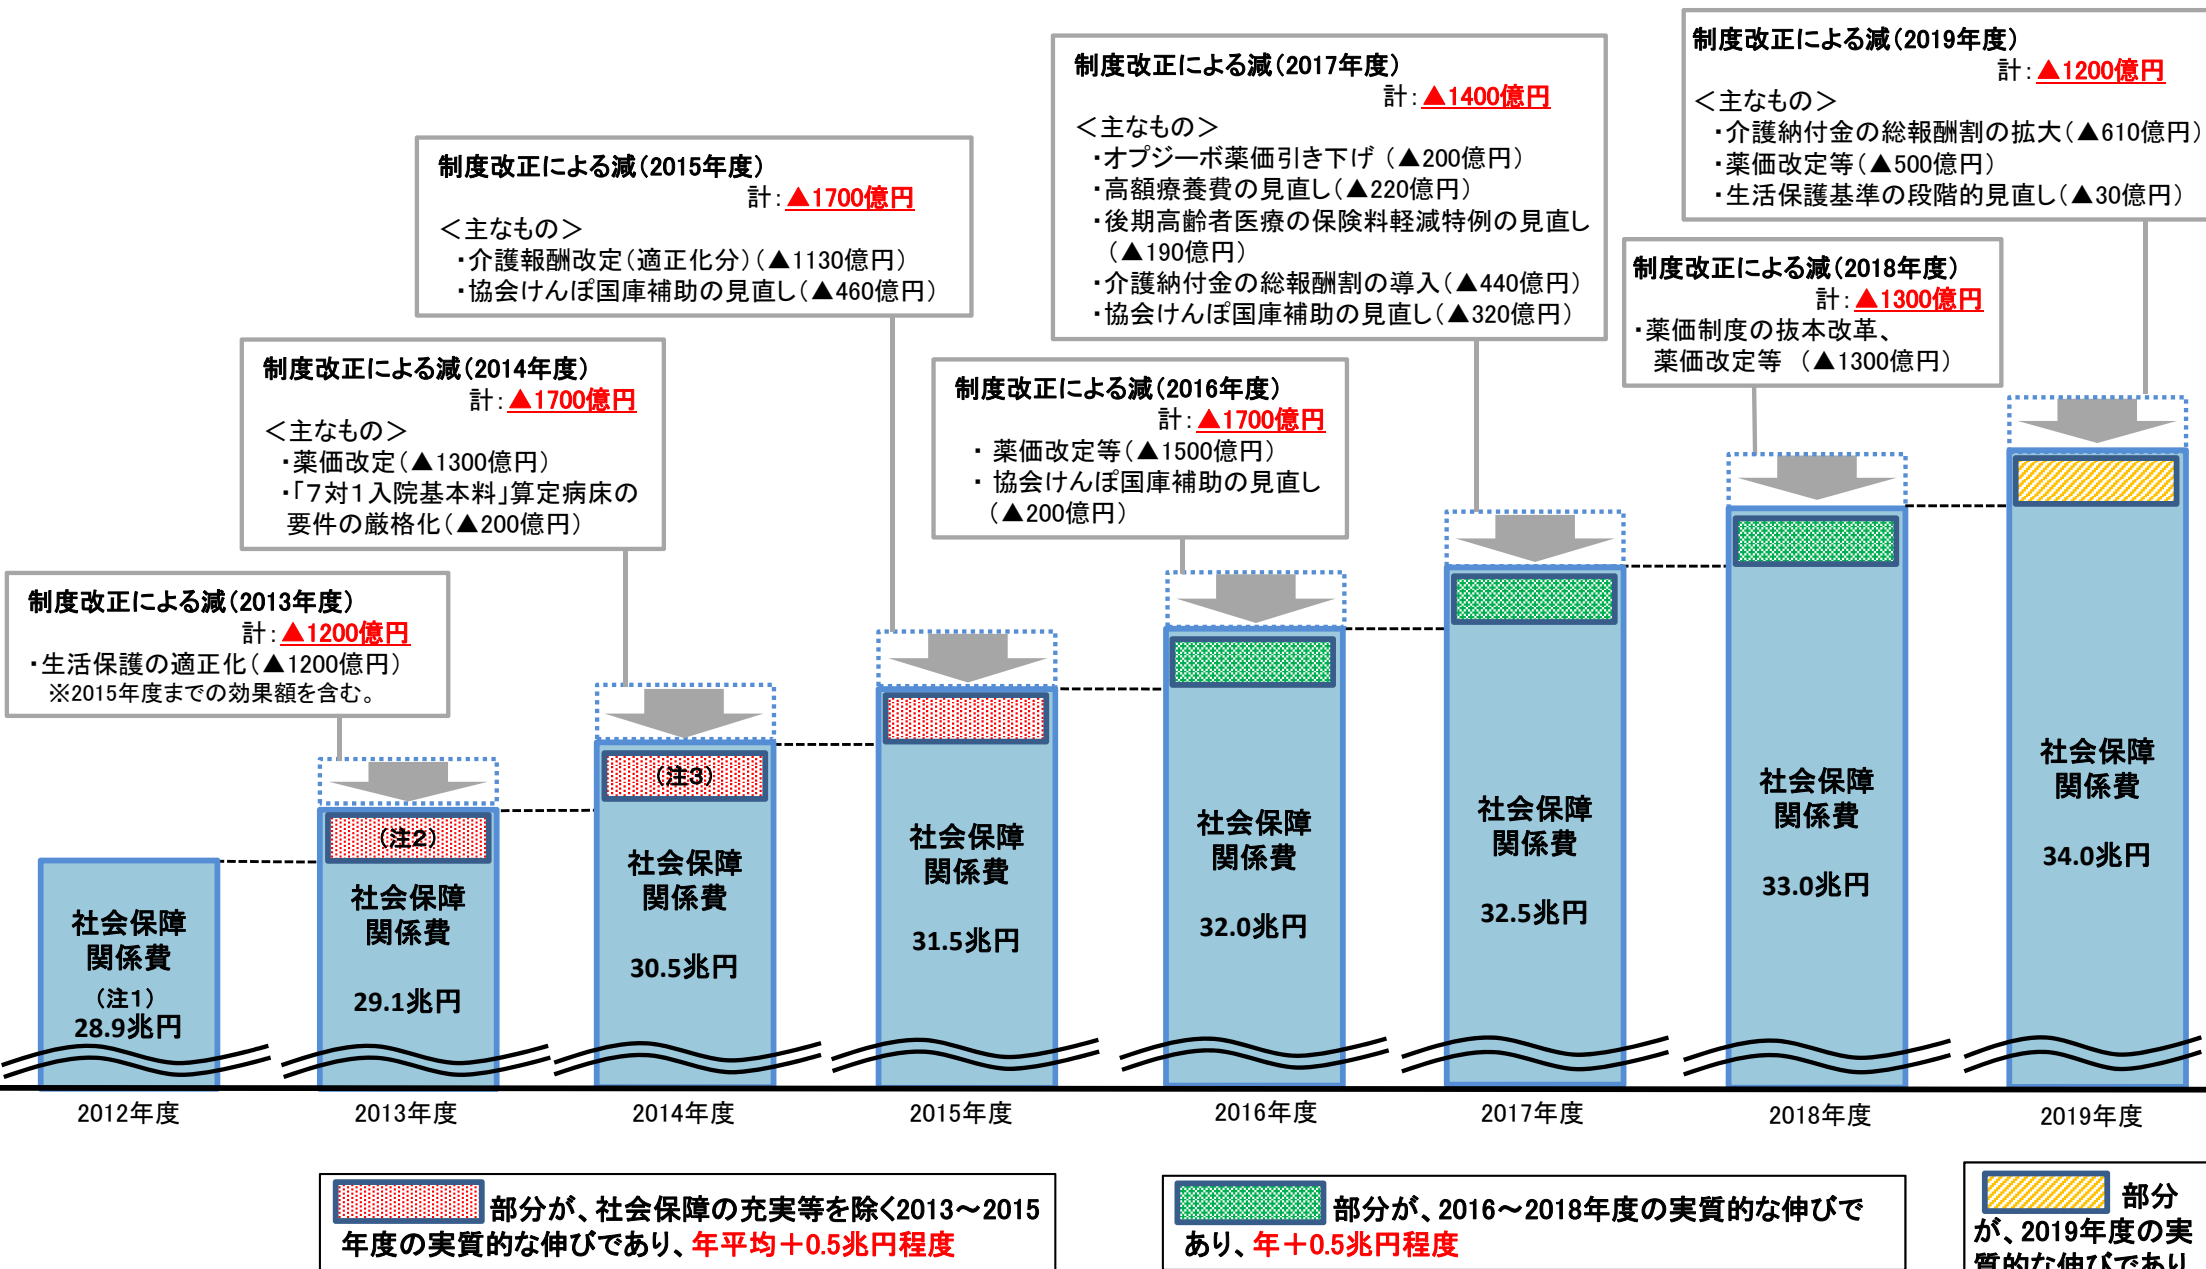 制度改正による減(2019年度)
計：▲1200億円
＜主なもの＞
・介護納付金の総報酬割の拡大(▲610億円)
・薬価改定等(▲500億円)
・生活保護基準の段階的見直し(▲30億円)
制度改正による減(2017年度)
計：▲1400億円
＜主なもの＞
・オプジーボ薬価引き下げ (▲200億円)
・高額療養費の見直し(▲220億円)
・後期高齢者医療の保険料軽減特例の見直し
(▲190億円)
・介護納付金の総報酬割の導入(▲440億円)
・協会けんぽ国庫補助の見直し(▲320億円)
制度改正による減(2015年度)
計：▲1700億円
＜主なもの＞
・介護報酬改定(適正化分)(▲1130億円)
・協会けんぽ国庫補助の見直し(▲460億円)
制度改正による減(2018年度)
計：▲1300億円
・薬価制度の抜本改革、
薬価改定等 (▲1300億円)
制度改正による減(2014年度)
計：▲1700億円
＜主なもの＞
・薬価改定(▲1300億円)
・「７対１入院基本料」算定病床の
要件の厳格化(▲200億円)
制度改正による減(2016年度)
計：▲1700億円
・ 薬価改定等(▲1500億円)
・ 協会けんぽ国庫補助の見直し
(▲200億円)
制度改正による減(2013年度)
計：▲1200億円
・生活保護の適正化(▲1200億円)
※2015年度までの効果額を含む。
社会保障
関係費
(注1)
28.9兆円
(注2)
社会保障
関係費
29.1兆円
(注3)
社会保障
関係費
30.5兆円
社会保障
関係費
31.5兆円
社会保障
関係費
32.0兆円
社会保障
関係費
32.5兆円
社会保障
関係費
33.0兆円
社会保障
関係費
34.0兆円
2012年度
2013年度
2014年度
2015年度
2016年度
2017年度
2018年度
2019年度
部分が、社会保障の充実等を除く2013～2015
年度の実質的な伸びであり、年平均＋0.5兆円程度
部分が、2016～2018年度の実質的な伸びで
あり、年＋0.5兆円程度
部分
が、2019年度の実
質的な伸びであり